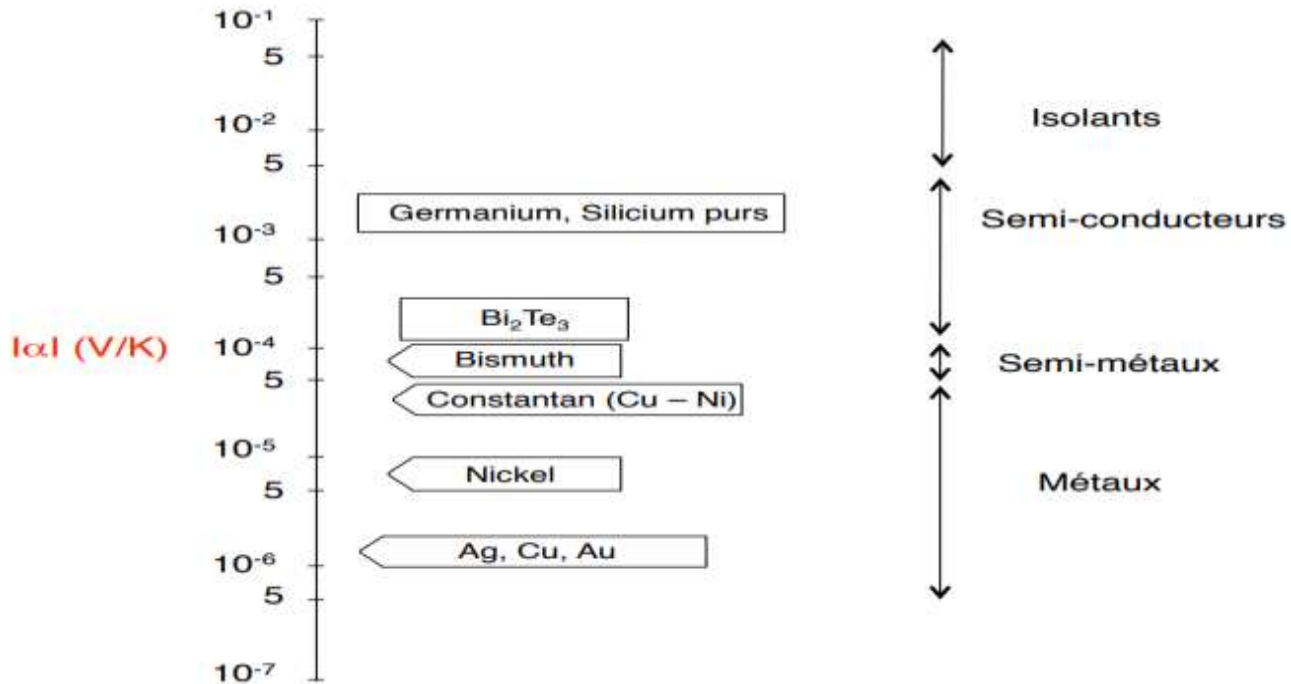 10⁻¹
5
10⁻²
Isolants
5
Germanium, Silicium purs
Semi-conducteurs
10⁻³
5
Bi₂Te₃
|α| (V/K)
10⁻⁴
Bismuth
Semi-métaux
5
Constantan (Cu – Ni)
10⁻⁵
Nickel
Métaux
5
Ag, Cu, Au
10⁻⁶
5
10⁻⁷